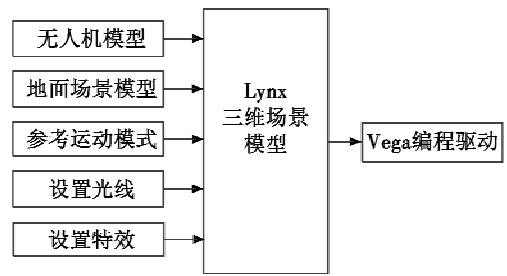 无人机模型
地面场景模型
参考运动模式
设置光线
设置特效
Lynx
三维场景
模型
Vega编程驱动